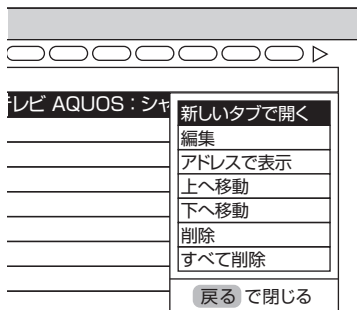 レビ AQUOS：シャ
新しいタブで開く
編集
アドレスで表示
上へ移動
下へ移動
削除
すべて削除
戻る で閉じる